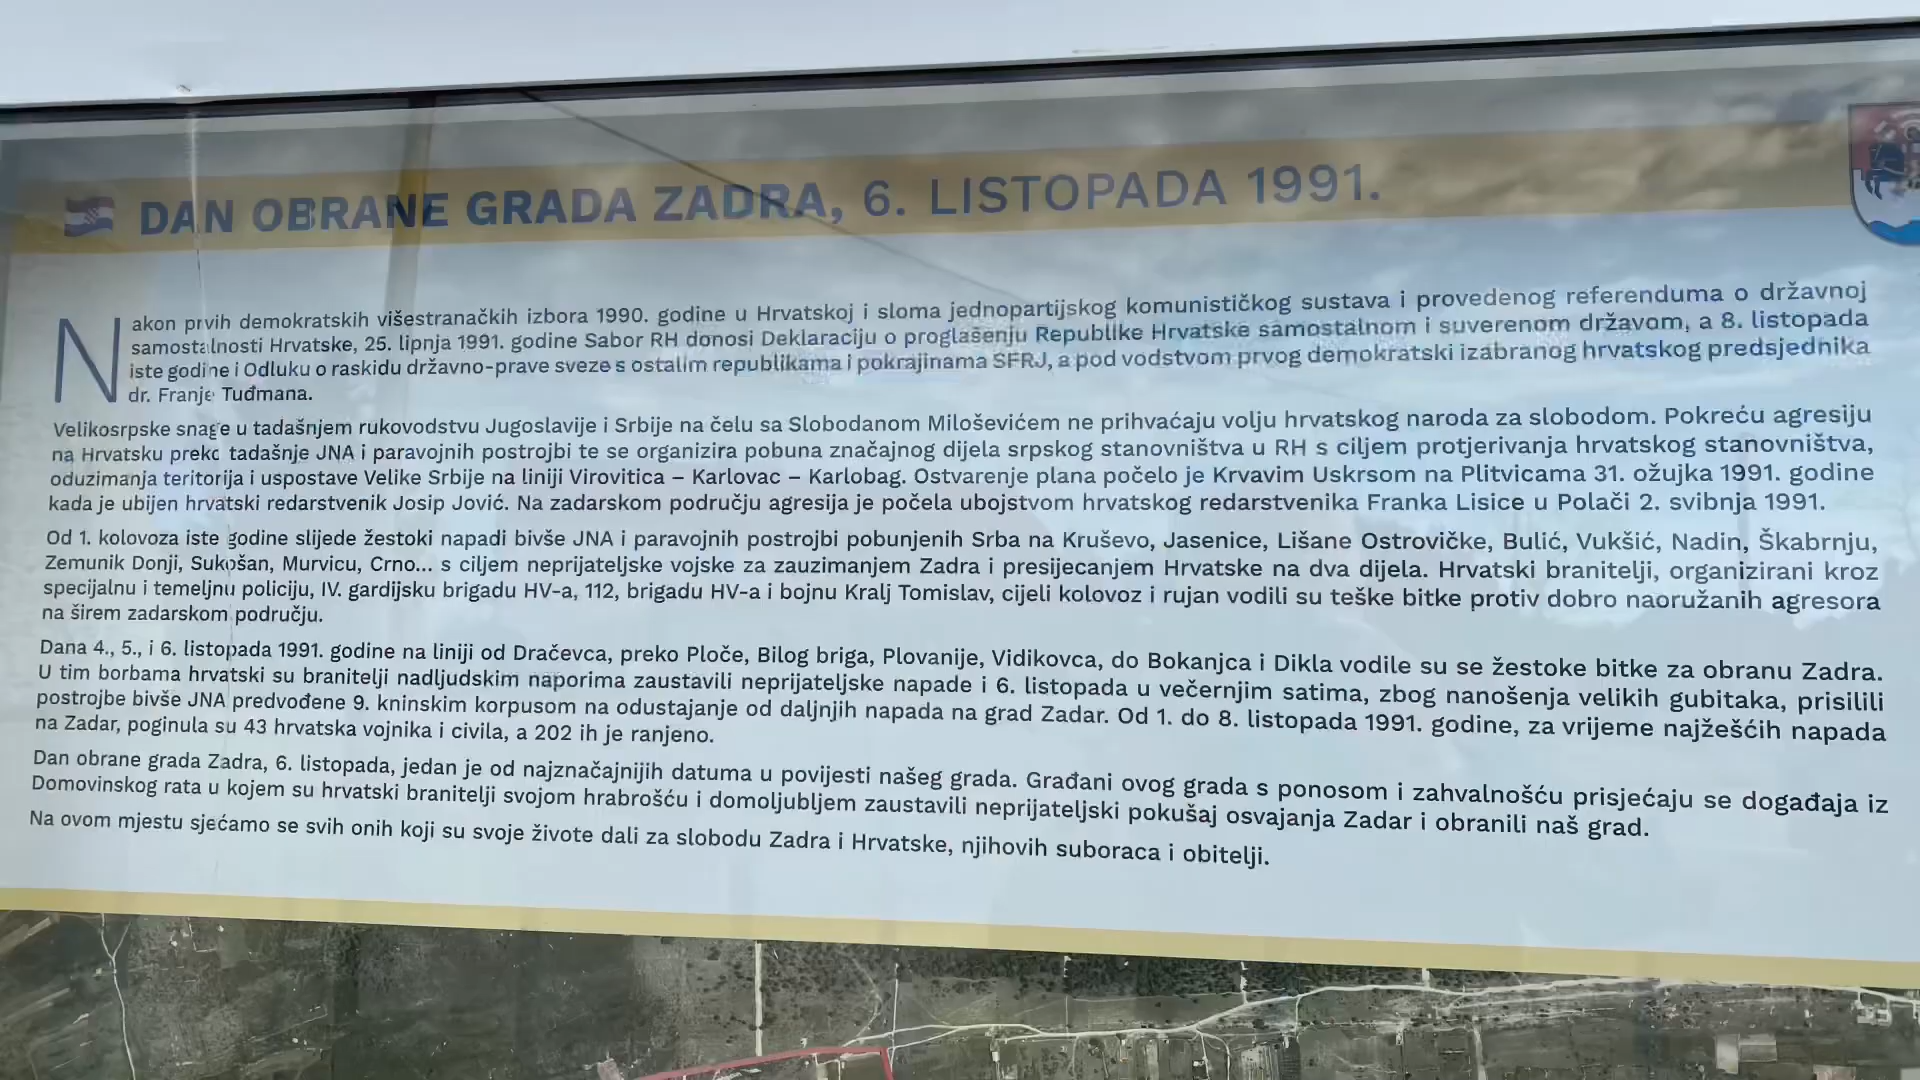 DAN OBRANE GRADA ZADRA, 6. LISTOPADA 1991.
Nakon prvih demokratskih višestranačkih izbora 1990. godine u Hrvatskoj i sloma jednopartijskog komunističkog sustava i provedenog referenduma o državnoj
samostalnosti Hrvatske, 25. lipnja 1991. godine Sabor RH donosi Deklaraciju o proglašenju Republike Hrvatske samostalnom i suverenom državom, a 8. listopada
iste godine i Odluku o raskidu državno-prave sveze s ostalim republikama i pokrajinama SFRJ, a pod vodstvom prvog demokratski izabranog hrvatskog predsjednika
dr. Franje Tuđmana.
Velikosrpske snage u tadašnjem rukovodstvu Jugoslavije i Srbije na čelu sa Slobodanom Miloševićem ne prihvaćaju volju hrvatskog naroda za slobodom. Pokreću agresiju
na Hrvatsku preko tadašnje JNA i paravojnih postrojbi te se organizira pobuna značajnog dijela srpskog stanovništva u RH s ciljem protjerivanja hrvatskog stanovništva,
oduzimanja teritorija i uspostave Velike Srbije na liniji Virovitica – Karlovac – Karlobag. Ostvarenje plana počelo je Krvavim Uskrsom na Plitvicama 31. ožujka 1991. godine
kada je ubijen hrvatski redarstvenik Josip Jović. Na zadarskom području agresija je počela ubojstvom hrvatskog redarstvenika Franka Lisice u Polači 2. svibnja 1991.
Od 1. kolovoza iste godine slijede žestoki napadi bivše JNA i paravojnih postrojbi pobunjenih Srba na Kruševo, Jasenice, Lišane Ostrovičke, Bulić, Vukšić, Nadin, Škabrnju,
Zemunik Donji, Sukošan, Murvicu, Crno... s ciljem neprijateljske vojske za zauzimanjem Zadra i presijecanjem Hrvatske na dva dijela. Hrvatski branitelji, organizirani kroz
specijalnu i temeljnu policiju, IV. gardijsku brigadu HV-a, 112, brigadu HV-a i bojnu Kralj Tomislav, cijeli kolovoz i rujan vodili su teške bitke protiv dobro naoružanih agresora
na širem zadarskom području.
Dana 4., 5., i 6. listopada 1991. godine na liniji od Dračevca, preko Ploče, Bilog briga, Plovanije, Vidikovca, do Bokanjca i Dikla vodile su se žestoke bitke za obranu Zadra.
U tim borbama hrvatski su branitelji nadljudskim naporima zaustavili neprijateljske napade i 6. listopada u večernjim satima, zbog nanošenja velikih gubitaka, prisilili
postrojbe bivše JNA predvođene 9. kninskim korpusom na odustajanje od daljnjih napada na grad Zadar. Od 1. do 8. listopada 1991. godine, za vrijeme najžešćih napada
na Zadar, poginula su 43 hrvatska vojnika i civila, a 202 ih je ranjeno.
Dan obrane grada Zadra, 6. listopada, jedan je od najznačajnijih datuma u povijesti našeg grada. Građani ovog grada s ponosom i zahvalnošću prisjećaju se događaja iz
Domovinskog rata u kojem su hrvatski branitelji svojom hrabrošću i domoljubljem zaustavili neprijateljski pokušaj osvajanja Zadar i obranili naš grad.
Na ovom mjestu sjećamo se svih onih koji su svoje živote dali za slobodu Zadra i Hrvatske, njihovih suboraca i obitelji.